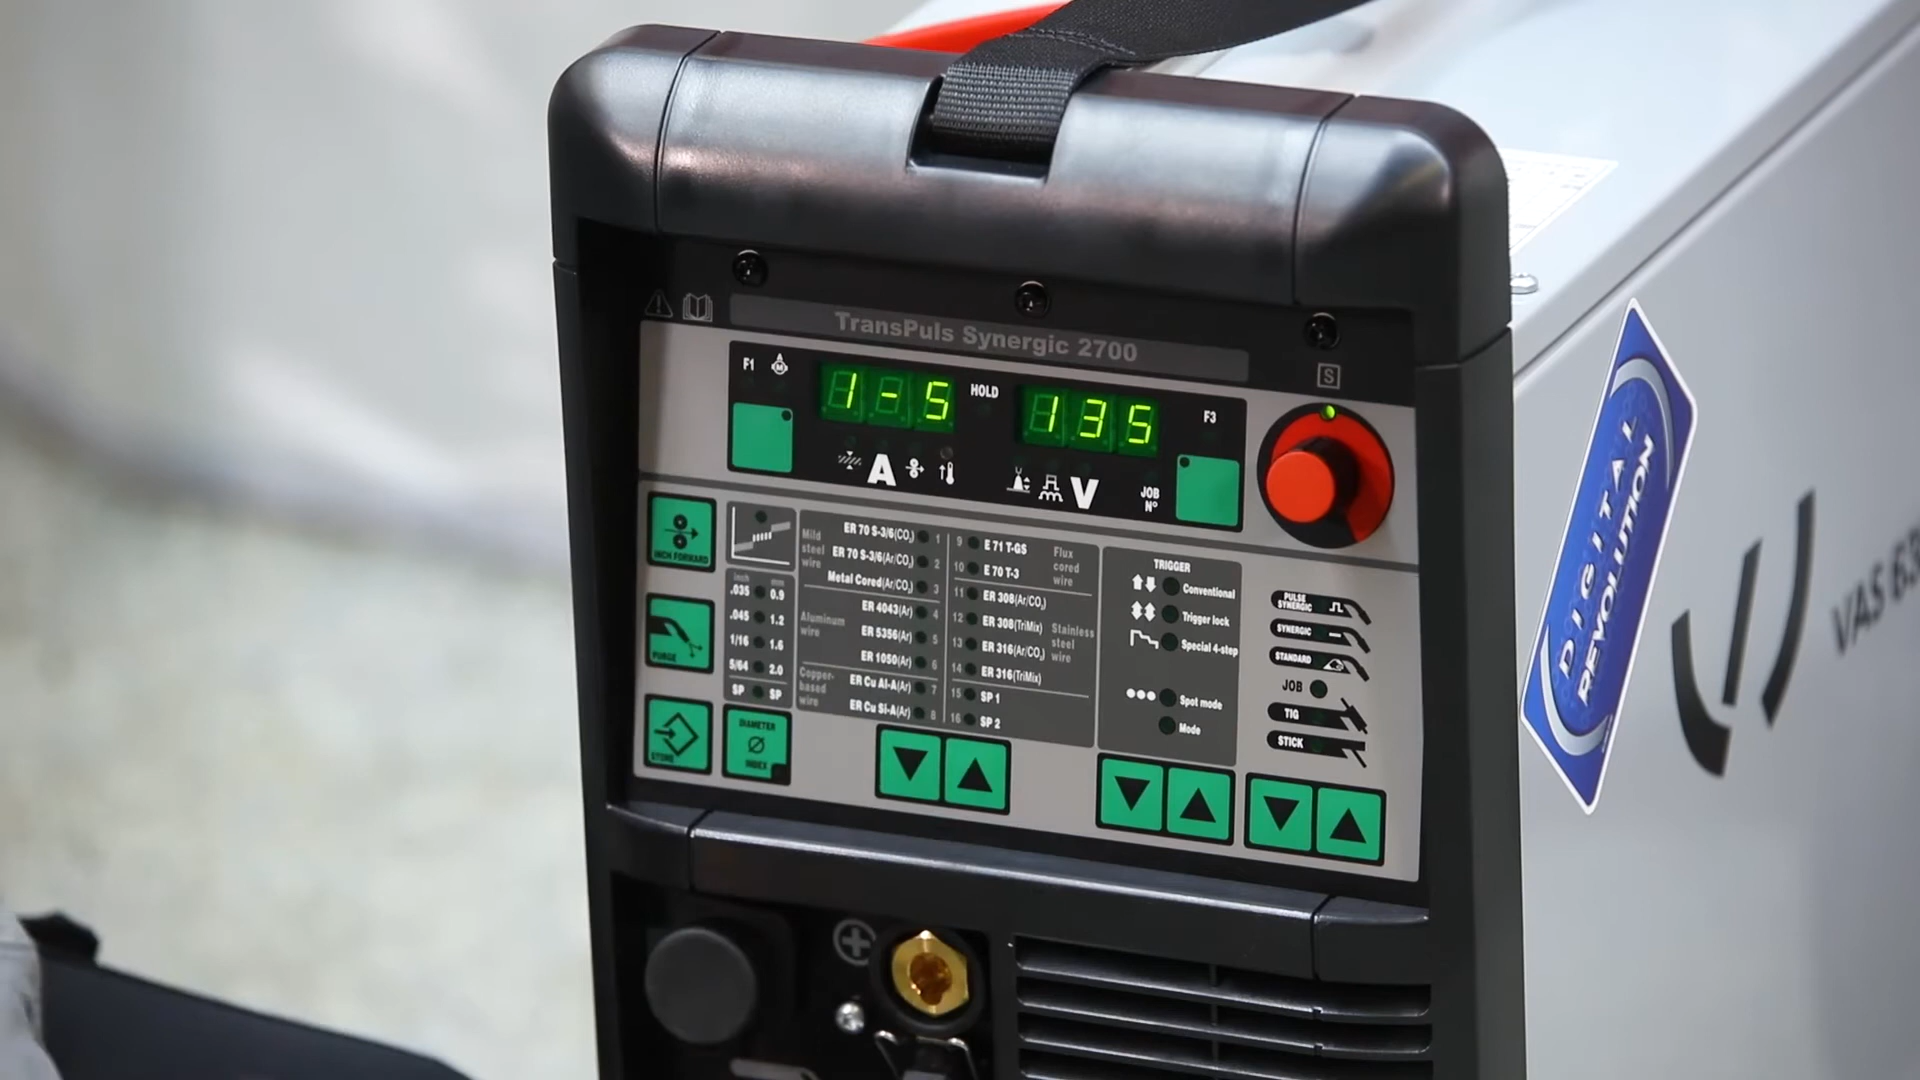 TransPuls Synergic 2700
S
F1
A
M
1-5
HOLD
135
F3
A
V
JOB
N°
INCH FORWARD
PURGE
STORE
inch mm
.035 0.9
.045 1.2
1/16 1.6
5/64 2.0
SP SP
DIAMETER
INDEX
Mild
steel
wire
ER 70 S-3/6(CO₂) 1
ER 70 S-3/6(Ar/CO₂) 2
Metal Cored(Ar/CO₂) 3
Aluminum
wire
ER 4043(Ar) 4
ER 5356(Ar) 5
ER 1050(Ar) 6
Copper-
based
wire
ER Cu Al-A(Ar) 7
ER Cu Si-A(Ar) 8
9 E 71 T-GS
10 E 70 T-3
Flux
cored
wire
11 ER 308(Ar/CO₂)
12 ER 308(TriMix)
13 ER 316(Ar/CO₂)
14 ER 316(TriMix)
Stainless
steel
wire
15 SP 1
16 SP 2
TRIGGER
Conventional
Trigger lock
Special 4-step
Spot mode
Mode
PULSE
SYNERGIC
SYNERGIC
STANDARD
JOB
TIG
STICK
DIGITAL
REVOLUTION
VAS 63